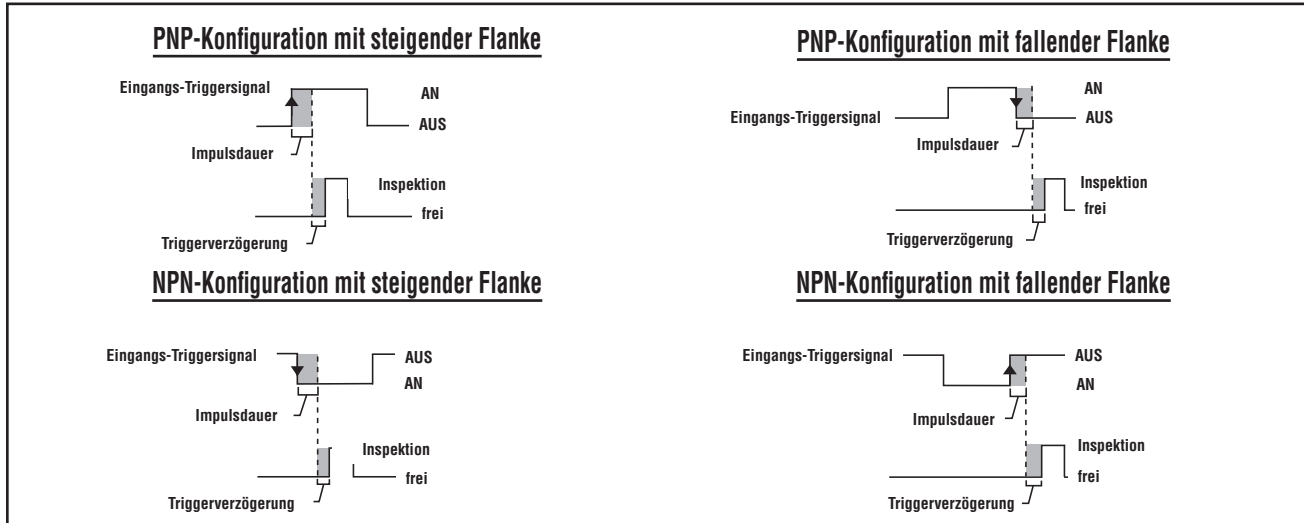 PNP-Konfiguration mit steigender Flanke
Eingangs-Triggersignal
AN
AUS
Impulsdauer
Inspektion
frei
Triggerverzögerung
PNP-Konfiguration mit fallender Flanke
Eingangs-Triggersignal
AN
AUS
Impulsdauer
Inspektion
frei
Triggerverzögerung
NPN-Konfiguration mit steigender Flanke
Eingangs-Triggersignal
AUS
AN
Impulsdauer
Inspektion
frei
Triggerverzögerung
NPN-Konfiguration mit fallender Flanke
Eingangs-Triggersignal
AUS
AN
Impulsdauer
Inspektion
frei
Triggerverzögerung